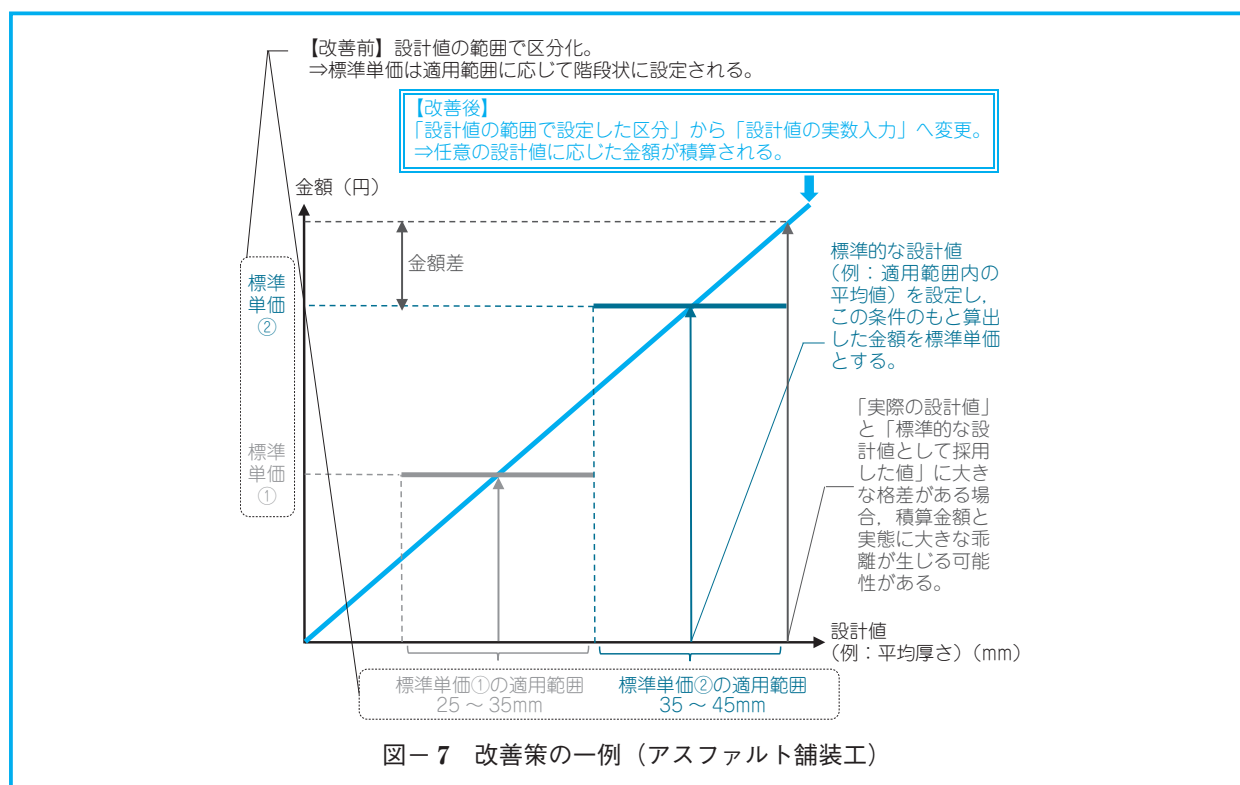 【改善前】設計値の範囲で区分化。
⇒標準単価は適用範囲に応じて階段状に設定される。
【改善後】
「設計値の範囲で設定した区分」から「設計値の実数入力」へ変更。
⇒任意の設計値に応じた金額が積算される。
金額（円）
金額差
標準
単価
②
標準
単価
①
標準的な設計値
（例：適用範囲内の
平均値）を設定し，
この条件のもと算出
した金額を標準単価
とする。
「実際の設計値」
と「標準的な設
計値として採用
した値」に大き
な格差がある場
合，積算金額と
実態に大きな乖
離が生じる可能
性がある。
設計値
（例：平均厚さ）（mm）
標準単価①の適用範囲
25 ～ 35mm
標準単価②の適用範囲
35 ～ 45mm
図－7　改善策の一例（アスファルト舗装工）